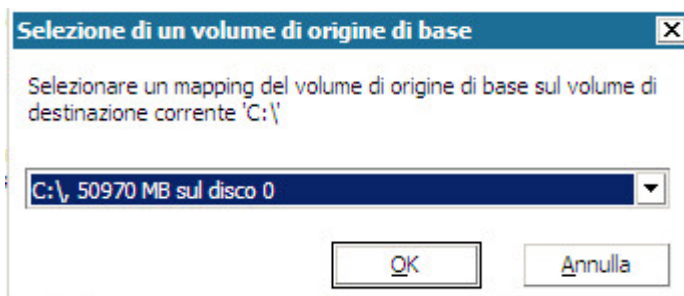 Selezione di un volume di origine di base
Selezionare un mapping del volume di origine di base sul volume di
destinazione corrente 'C:\'
C:\, 50970 MB sul disco 0
OK
Annulla